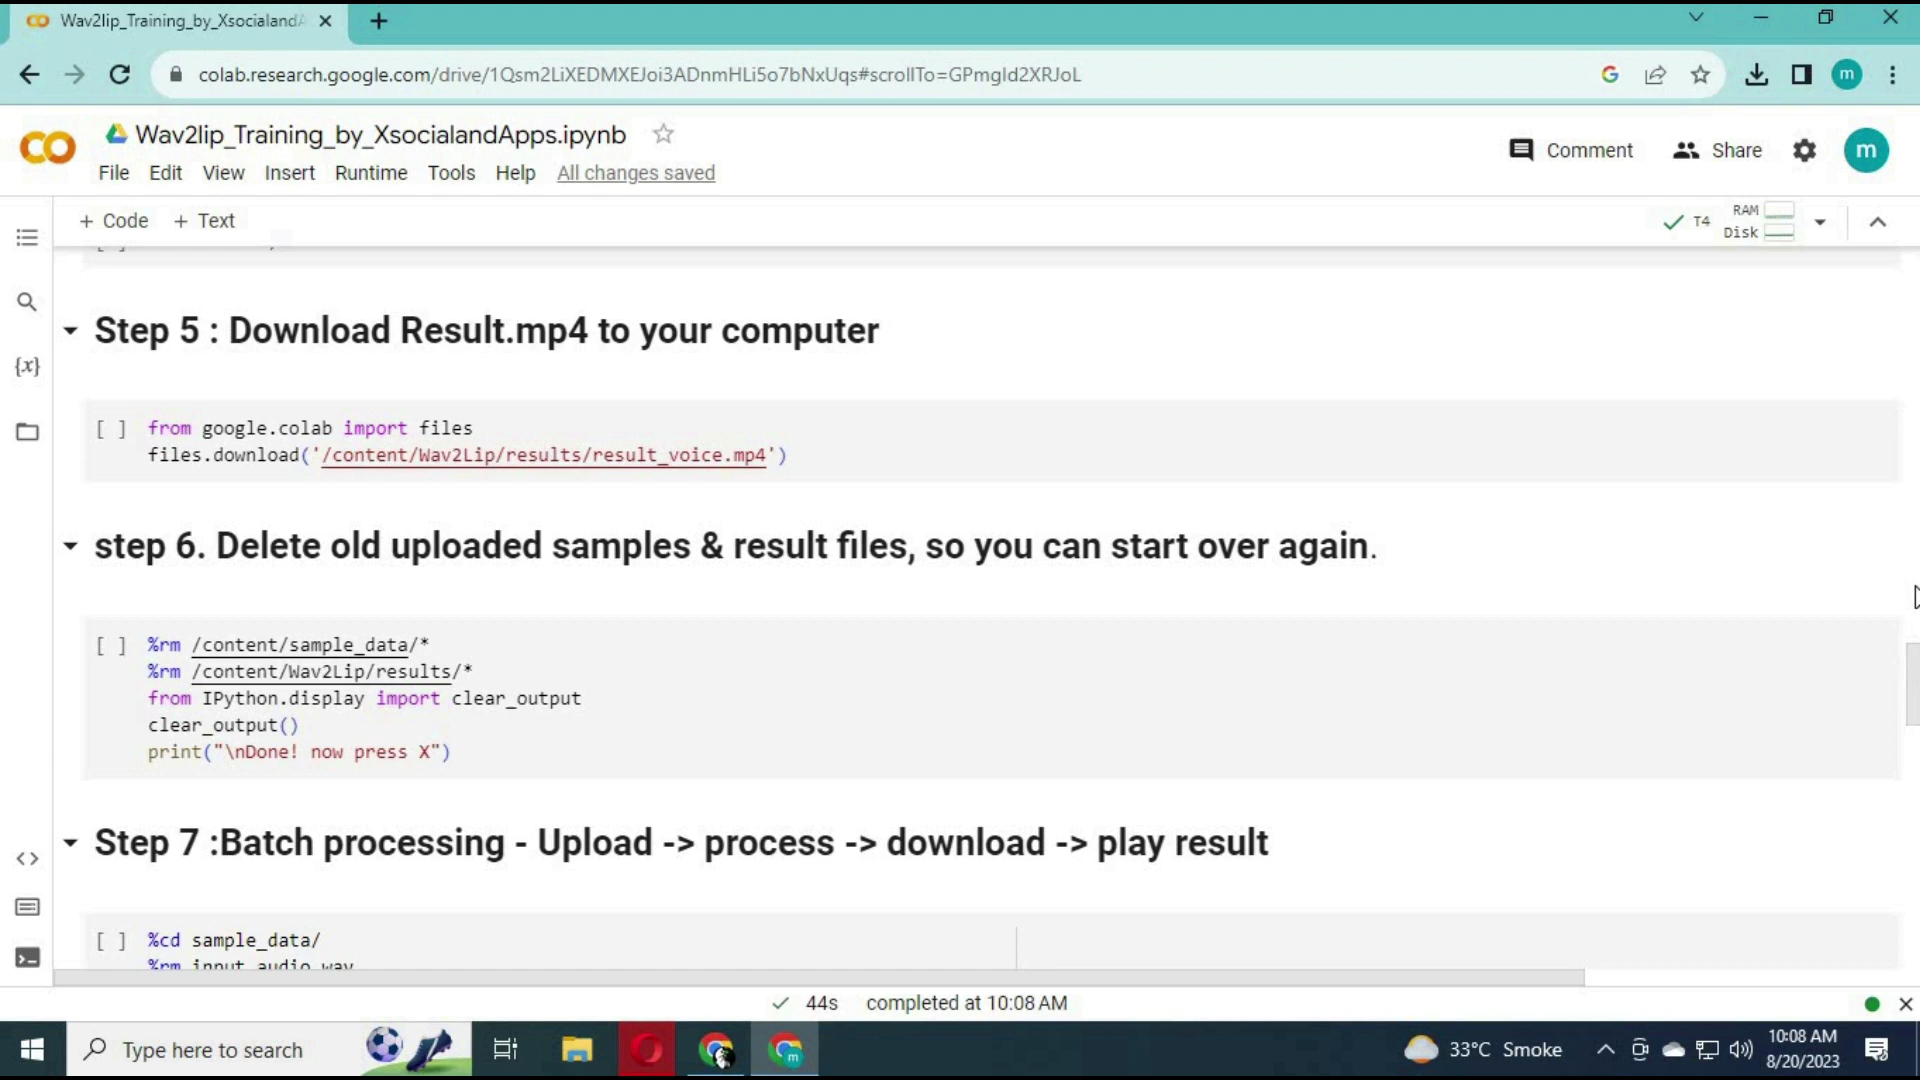 Wav2lip_Training_by_XsocialandA
colab.research.google.com/drive/1Qsm2LiXEDMXEJoi3ADnmHLi5o7bNxUqs#scrollTo=GPmgId2XRJoL
G
m
Wav2lip_Training_by_XsocialandApps.ipynb
Comment
Share
m
File Edit View Insert Runtime Tools Help All changes saved
+ Code + Text
T4
RAM
Disk
Step 5 : Download Result.mp4 to your computer
{x}
[ ] from google.colab import files
files.download('/content/Wav2Lip/results/result_voice.mp4')
step 6. Delete old uploaded samples & result files, so you can start over again.
[ ] %rm /content/sample_data/*
%rm /content/Wav2Lip/results/*
from IPython.display import clear_output
clear_output()
print("\nDone! now press X")
Step 7 :Batch processing - Upload -> process -> download -> play result
[ ] %cd sample_data/
%rm input_audio.wav
44s completed at 10:08 AM
Type here to search
m
33°C Smoke
10:08 AM
8/20/2023